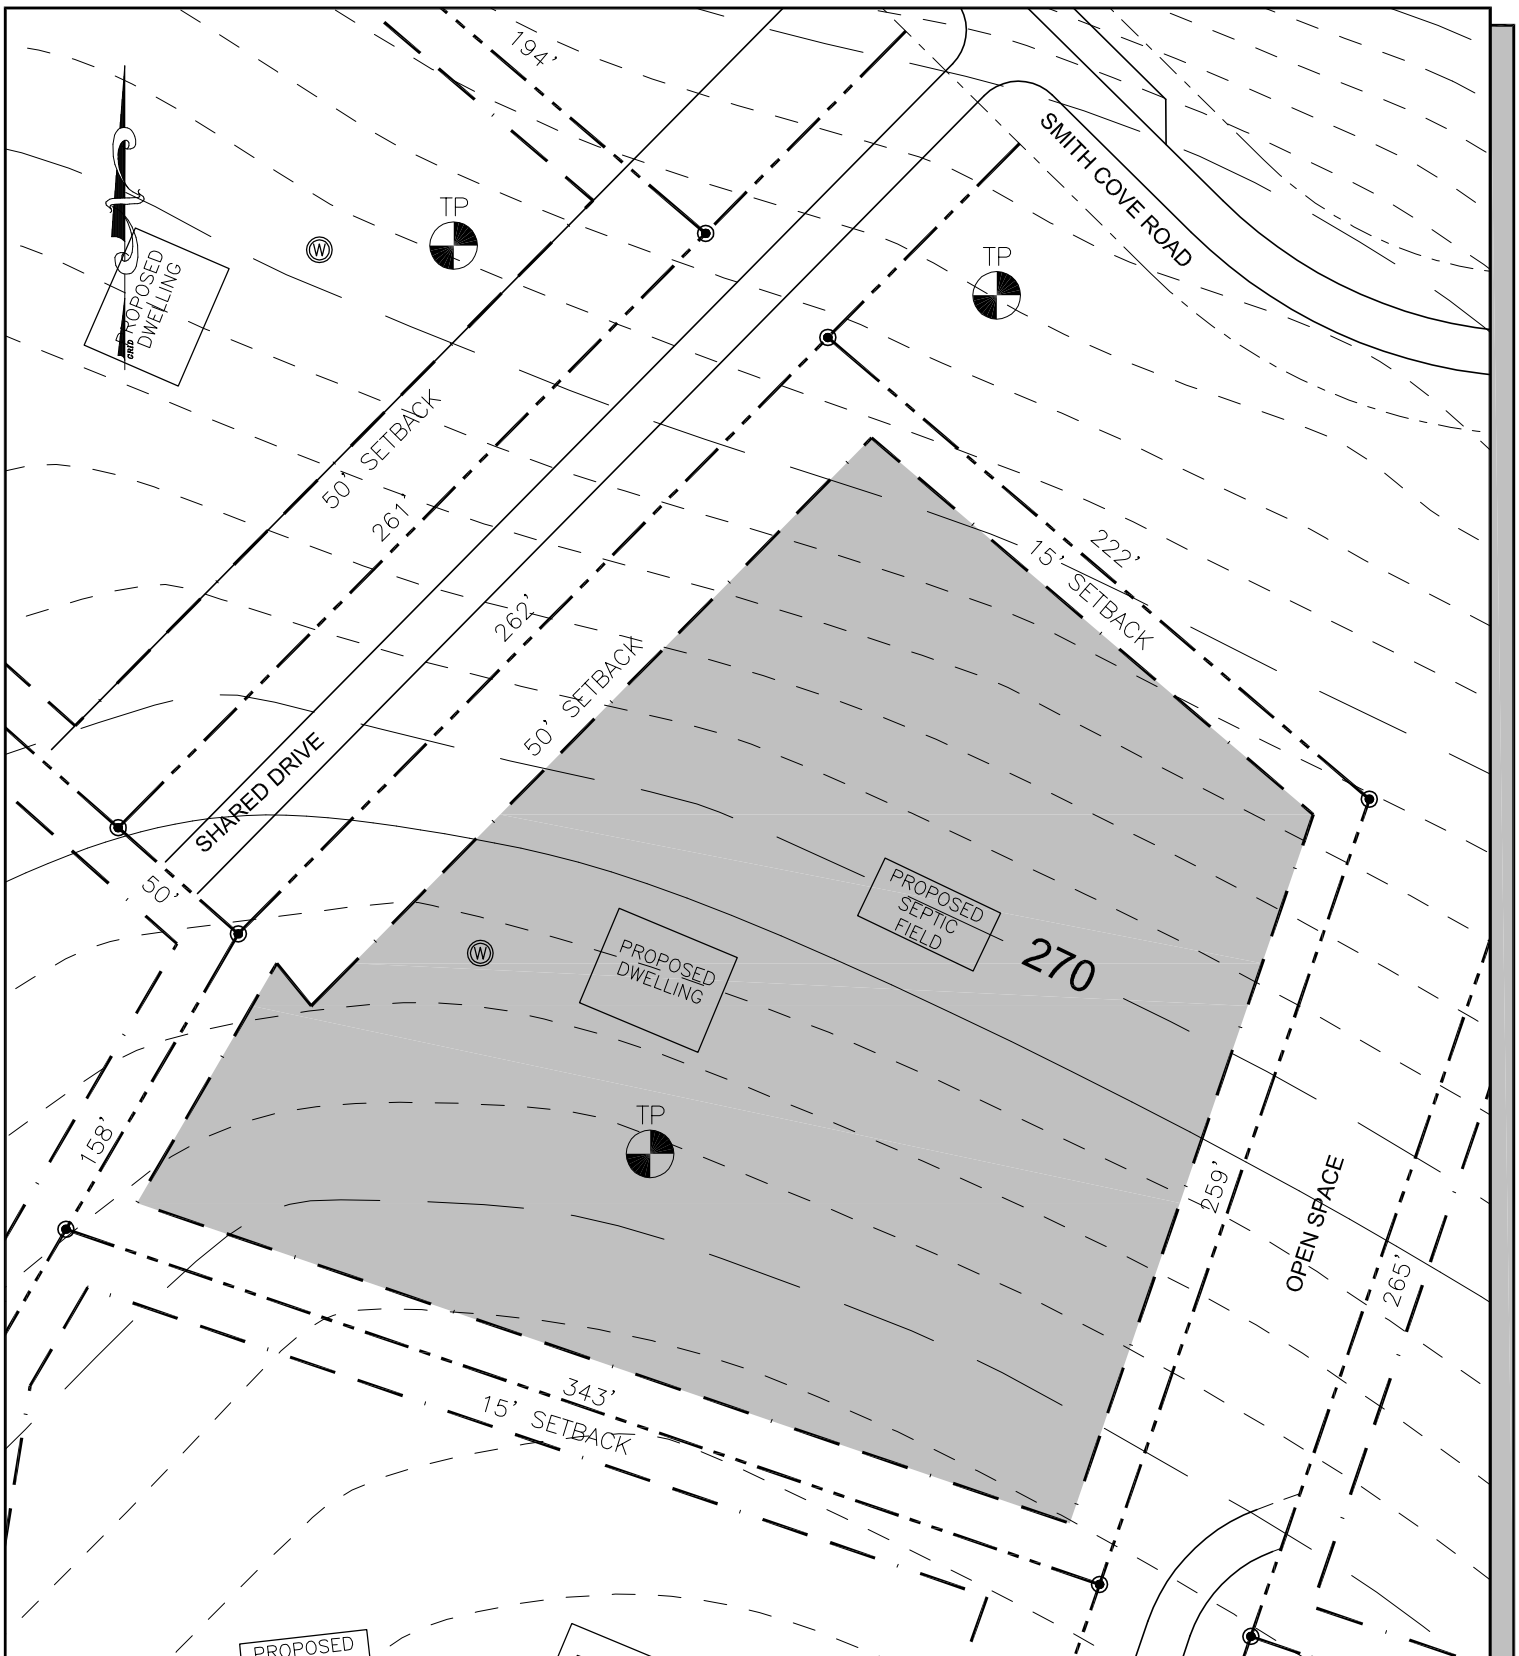 194'
SMITH COVE ROAD
TP
W
TP
PROPOSED
DWELLING
GRID
50' SETBACK
261'
222'
15' SETBACK
262'
50' SETBACK
SHARED DRIVE
50'
PROPOSED
SEPTIC
FIELD
270
W
PROPOSED
DWELLING
TP
158'
259'
OPEN SPACE
265'
343'
15' SETBACK
PROPOSED